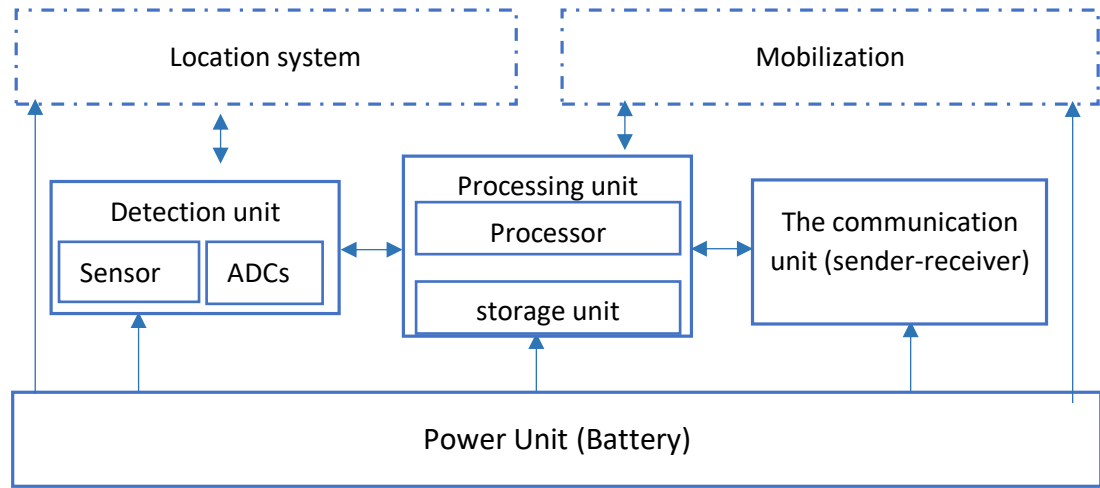 Location system
Mobilization
Detection unit
Sensor
ADCs
Processing unit
Processor
storage unit
The communication
unit (sender-receiver)
Power Unit (Battery)